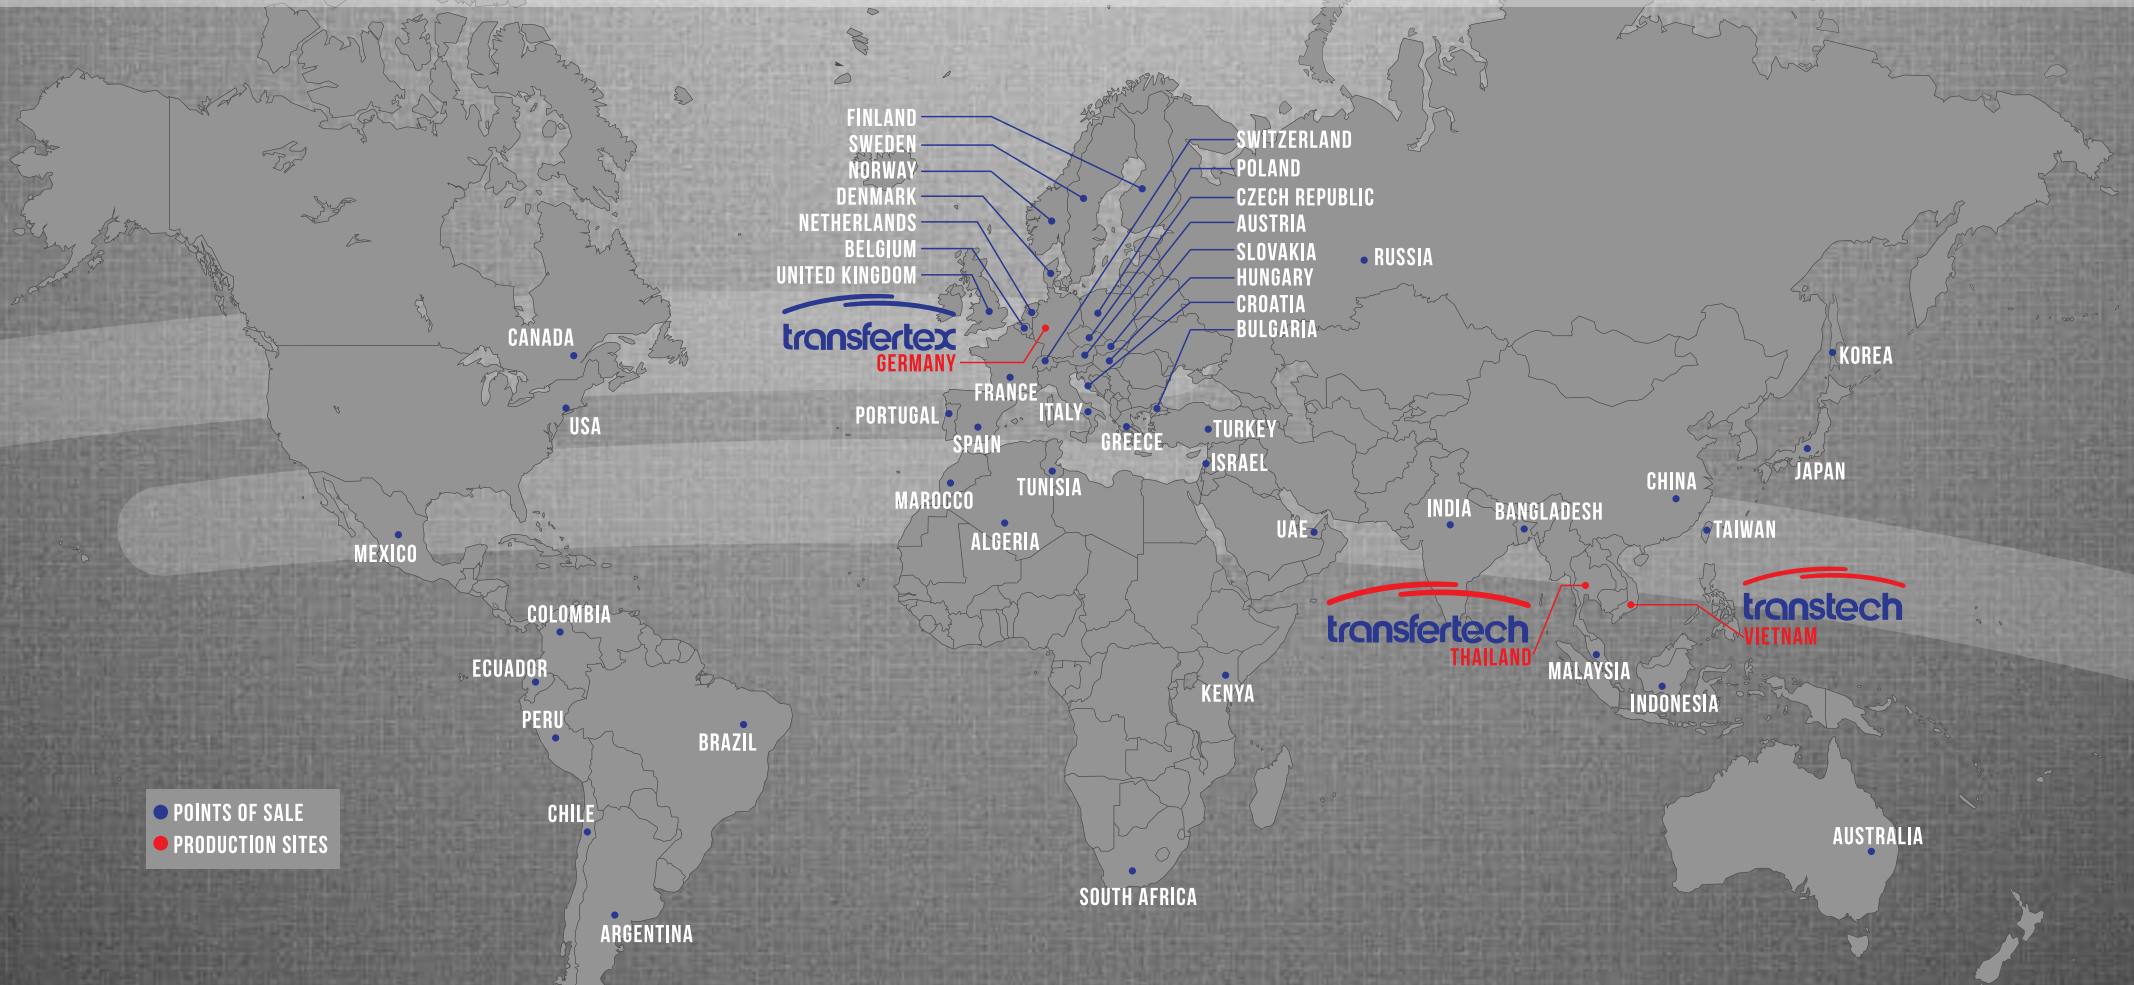 FINLAND
SWEDEN
NORWAY
DENMARK
NETHERLANDS
BELGIUM
UNITED KINGDOM
transfertex
GERMANY
SWITZERLAND
POLAND
CZECH REPUBLIC
AUSTRIA
SLOVAKIA
HUNGARY
CROATIA
BULGARIA
RUSSIA
CANADA
USA
MEXICO
FRANCE
PORTUGAL
SPAIN
ITALY
GREECE
TURKEY
ISRAEL
MAROCCO
TUNISIA
ALGERIA
UAE
INDIA
BANGLADESH
CHINA
KOREA
JAPAN
TAIWAN
transfertech
THAILAND
transtech
VIETNAM
MALAYSIA
INDONESIA
COLOMBIA
ECUADOR
PERU
BRAZIL
CHILE
ARGENTINA
KENYA
SOUTH AFRICA
AUSTRALIA
POINTS OF SALE
PRODUCTION SITES